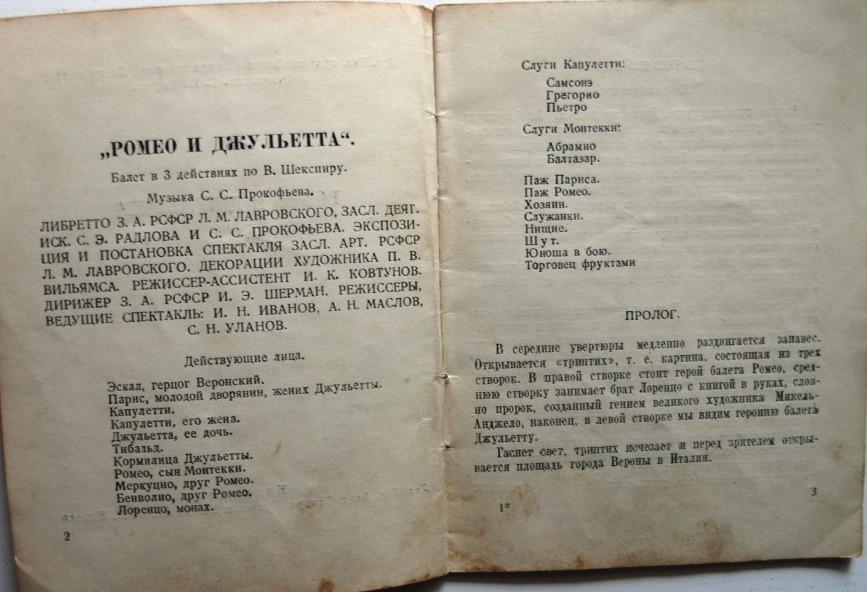 „РОМЕО И ДЖУЛЬЕТТА“.
Балет в 3 действиях по В. Шекспиру.
Музыка С. С. Прокофьева.
ЛИБРЕТТО З. А. РСФСР Л. М. ЛАВРОВСКОГО, ЗАСЛ. ДЕЯТ.
ИСК. С. Э. РАДЛОВА И С. С. ПРОКОФЬЕВА. ЭКСПОЗИ-
ЦИЯ И ПОСТАНОВКА СПЕКТАКЛЯ ЗАСЛ. АРТ. РСФСР
Л. М. ЛАВРОВСКОГО. ДЕКОРАЦИИ ХУДОЖНИКА П. В.
ВИЛЬЯМСА. РЕЖИССЕР-АССИСТЕНТ И. К. КОВТУНОВ.
ДИРИЖЕР З. А. РСФСР И. Э. ШЕРМАН. РЕЖИССЕРЫ,
ВЕДУЩИЕ СПЕКТАКЛЬ: И. Н. ИВАНОВ, А. Н. МАСЛОВ,
С. Н. УЛАНОВ.
Действующие лица.
Эскал, герцог Веронский.
Парис, молодой дворянин, жених Джульетты.
Капулетти.
Капулетти, его жена.
Джульетта, ее дочь.
Тибальд.
Кормилица Джульетты.
Ромео, сын Монтекки.
Меркуцио, друг Ромео.
Бенволио, друг Ромео.
Лоренцо, монах.
2
Слуги Капулетти:
Самсонэ
Грегорио
Пьетро
Слуги Монтекки:
Абрамио
Балтазар.
Паж Париса.
Паж Ромео.
Хозяин.
Служанки.
Нищие.
Шут.
Юноша в бою.
Торговец фруктами
ПРОЛОГ.
В середине увертюры медленно раздвигается занавес.
Открывается «триптих», т. е. картина, состоящая из трех
створок. В правой створке стоит герой балета Ромео, сред-
нюю створку занимает брат Лоренцо с книгой в руках, слов-
но пророк, созданный гением великого художника Микель-
Анджело, наконец, в левой створке мы видим героиню балета
Джульетту.
Гаснет свет, триптих исчезает и перед зрителем откры-
вается площадь города Вероны в Италии.
1*
3